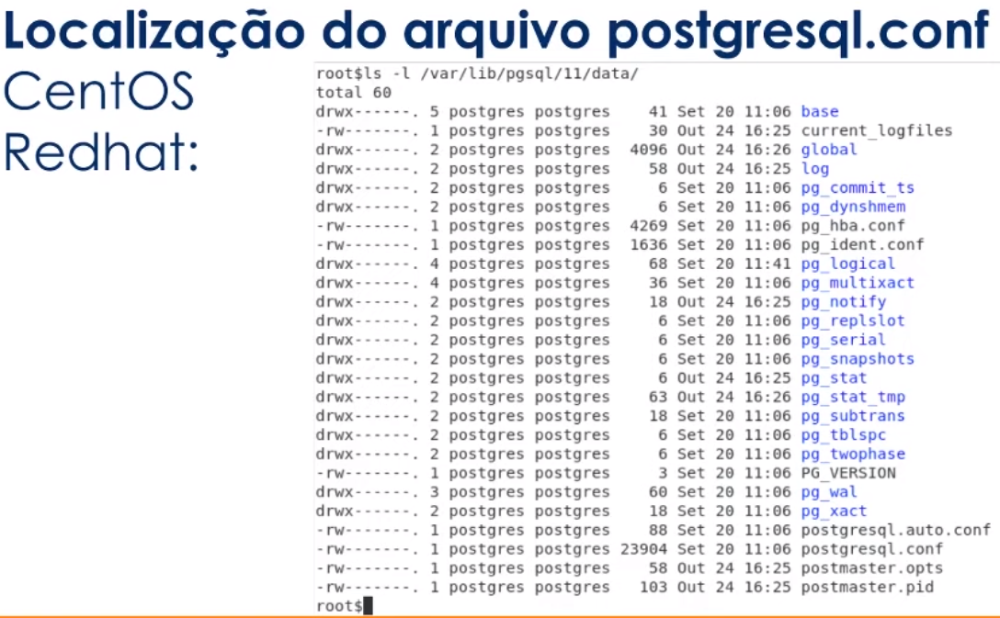 Localização do arquivo postgresql.conf
CentOS
Redhat:
root$ls -l /var/lib/pgsql/11/data/
total 60
drwx------. 5 postgres postgres    41 Set 20 11:06 base
-rw-------. 1 postgres postgres    30 Out 24 16:25 current_logfiles
drwx------. 2 postgres postgres  4096 Out 24 16:26 global
drwx------. 2 postgres postgres    58 Out 24 16:25 log
drwx------. 2 postgres postgres     6 Set 20 11:06 pg_commit_ts
drwx------. 2 postgres postgres     6 Set 20 11:06 pg_dynshmem
-rw-------. 1 postgres postgres  4269 Set 20 11:06 pg_hba.conf
-rw-------. 1 postgres postgres  1636 Set 20 11:06 pg_ident.conf
drwx------. 4 postgres postgres    68 Set 20 11:41 pg_logical
drwx------. 4 postgres postgres    36 Set 20 11:06 pg_multixact
drwx------. 2 postgres postgres    18 Out 24 16:25 pg_notify
drwx------. 2 postgres postgres     6 Set 20 11:06 pg_replslot
drwx------. 2 postgres postgres     6 Set 20 11:06 pg_serial
drwx------. 2 postgres postgres     6 Set 20 11:06 pg_snapshots
drwx------. 2 postgres postgres     6 Out 24 16:25 pg_stat
drwx------. 2 postgres postgres    63 Out 24 16:26 pg_stat_tmp
drwx------. 2 postgres postgres    18 Set 20 11:06 pg_subtrans
drwx------. 2 postgres postgres     6 Set 20 11:06 pg_tblspc
drwx------. 2 postgres postgres     6 Set 20 11:06 pg_twophase
-rw-------. 1 postgres postgres     3 Set 20 11:06 PG_VERSION
drwx------. 3 postgres postgres    60 Set 20 11:06 pg_wal
drwx------. 2 postgres postgres    18 Set 20 11:06 pg_xact
-rw-------. 1 postgres postgres    88 Set 20 11:06 postgresql.auto.conf
-rw-------. 1 postgres postgres 23904 Set 20 11:06 postgresql.conf
-rw-------. 1 postgres postgres    58 Out 24 16:25 postmaster.opts
-rw-------. 1 postgres postgres   103 Out 24 16:25 postmaster.pid
root$